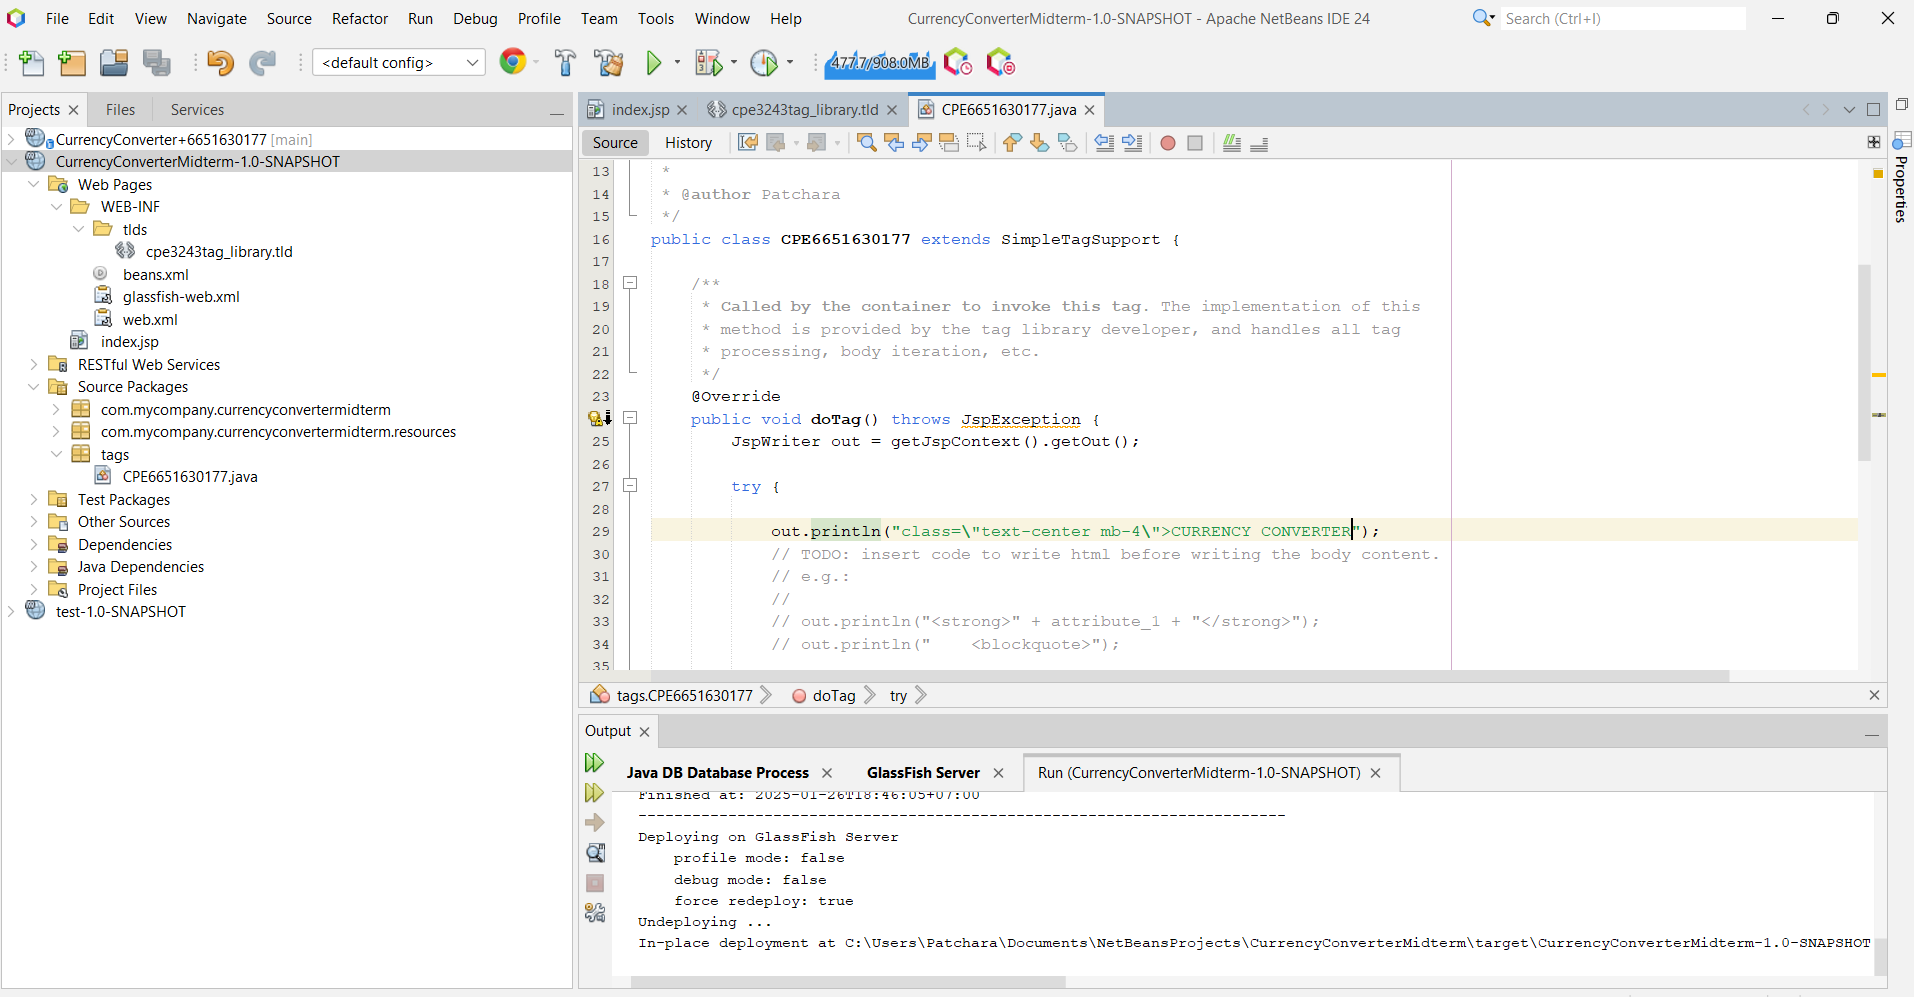 File Edit View Navigate Source Refactor Run Debug Profile Team Tools Window Help CurrencyConverterMidterm-1.0-SNAPSHOT - Apache NetBeans IDE 24 Search (Ctrl+I)
<default config> 477.7/908.0MB
Projects Files Services
CurrencyConverter+6651630177 [main]
CurrencyConverterMidterm-1.0-SNAPSHOT
Web Pages
WEB-INF
tlds
cpe3243tag_library.tld
beans.xml
glassfish-web.xml
web.xml
index.jsp
RESTful Web Services
Source Packages
com.mycompany.currencyconvertermidterm
com.mycompany.currencyconvertermidterm.resources
tags
CPE6651630177.java
Test Packages
Other Sources
Dependencies
Java Dependencies
Project Files
test-1.0-SNAPSHOT
index.jsp cpe3243tag_library.tld CPE6651630177.java
Source History
13 *
14 * @author Patchara
15 */
16 public class CPE6651630177 extends SimpleTagSupport {
17
18 /**
19 * Called by the container to invoke this tag. The implementation of this
20 * method is provided by the tag library developer, and handles all tag
21 * processing, body iteration, etc.
22 */
23 @Override
public void doTag() throws JspException {
25 JspWriter out = getJspContext().getOut();
26
27 try {
28
29 out.println("class=\"text-center mb-4\">CURRENCY CONVERTER");
30 // TODO: insert code to write html before writing the body content.
31 // e.g.:
32 //
33 // out.println("<strong>" + attribute_1 + "</strong>");
34 // out.println("    <blockquote>");
35
tags.CPE6651630177 doTag try
Properties
Output
Java DB Database Process GlassFish Server Run (CurrencyConverterMidterm-1.0-SNAPSHOT)
Finished at: 2025-01-26T18:46:05+07:00
------------------------------------------------------------------------
Deploying on GlassFish Server
profile mode: false
debug mode: false
force redeploy: true
Undeploying ...
In-place deployment at C:\Users\Patchara\Documents\NetBeansProjects\CurrencyConverterMidterm\target\CurrencyConverterMidterm-1.0-SNAPSHOT